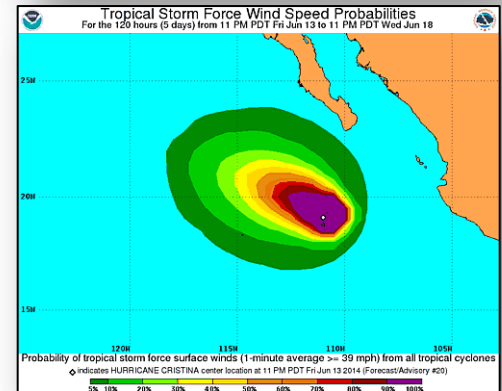 Tropical Storm Force Wind Speed Probabilities
For the 120 hours (5 days) from 11 PM PDT Fri Jun 13 to 11 PM PDT Wed Jun 18
25N
20N
15N
120W 115W 110W 105W
Probability of tropical storm force surface winds (1-minute average >= 39 mph) from all tropical cyclones
indicates HURRICANE CRISTINA center location at 11 PM PDT Fri Jun 13 2014 (Forecast/Advisory #20)
5% 10% 20% 30% 40% 50% 60% 70% 80% 90% 100%